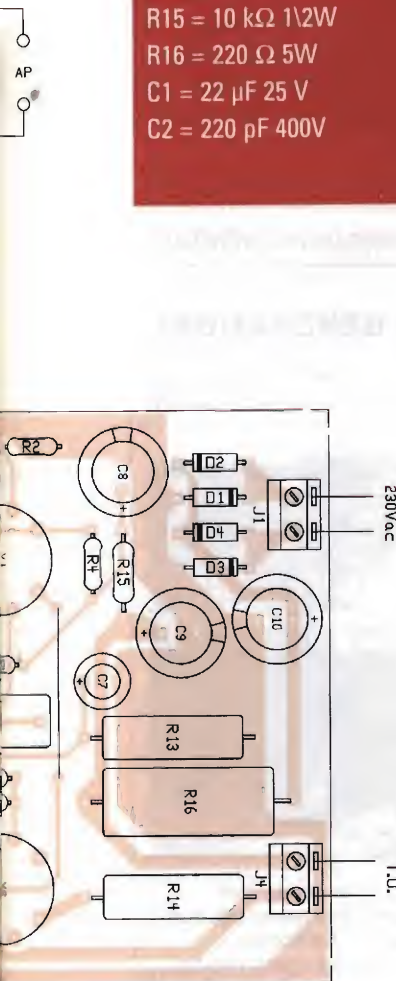 R15 = 10 kΩ 1\2W
R16 = 220 Ω 5W
C1 = 22 µF 25 V
C2 = 220 pF 400V
AP
R2
C8
D2
D1
D4
D3
J1
230Vac
R4
R15
C9
C10
C7
R13
R16
J4
T.U.
R14